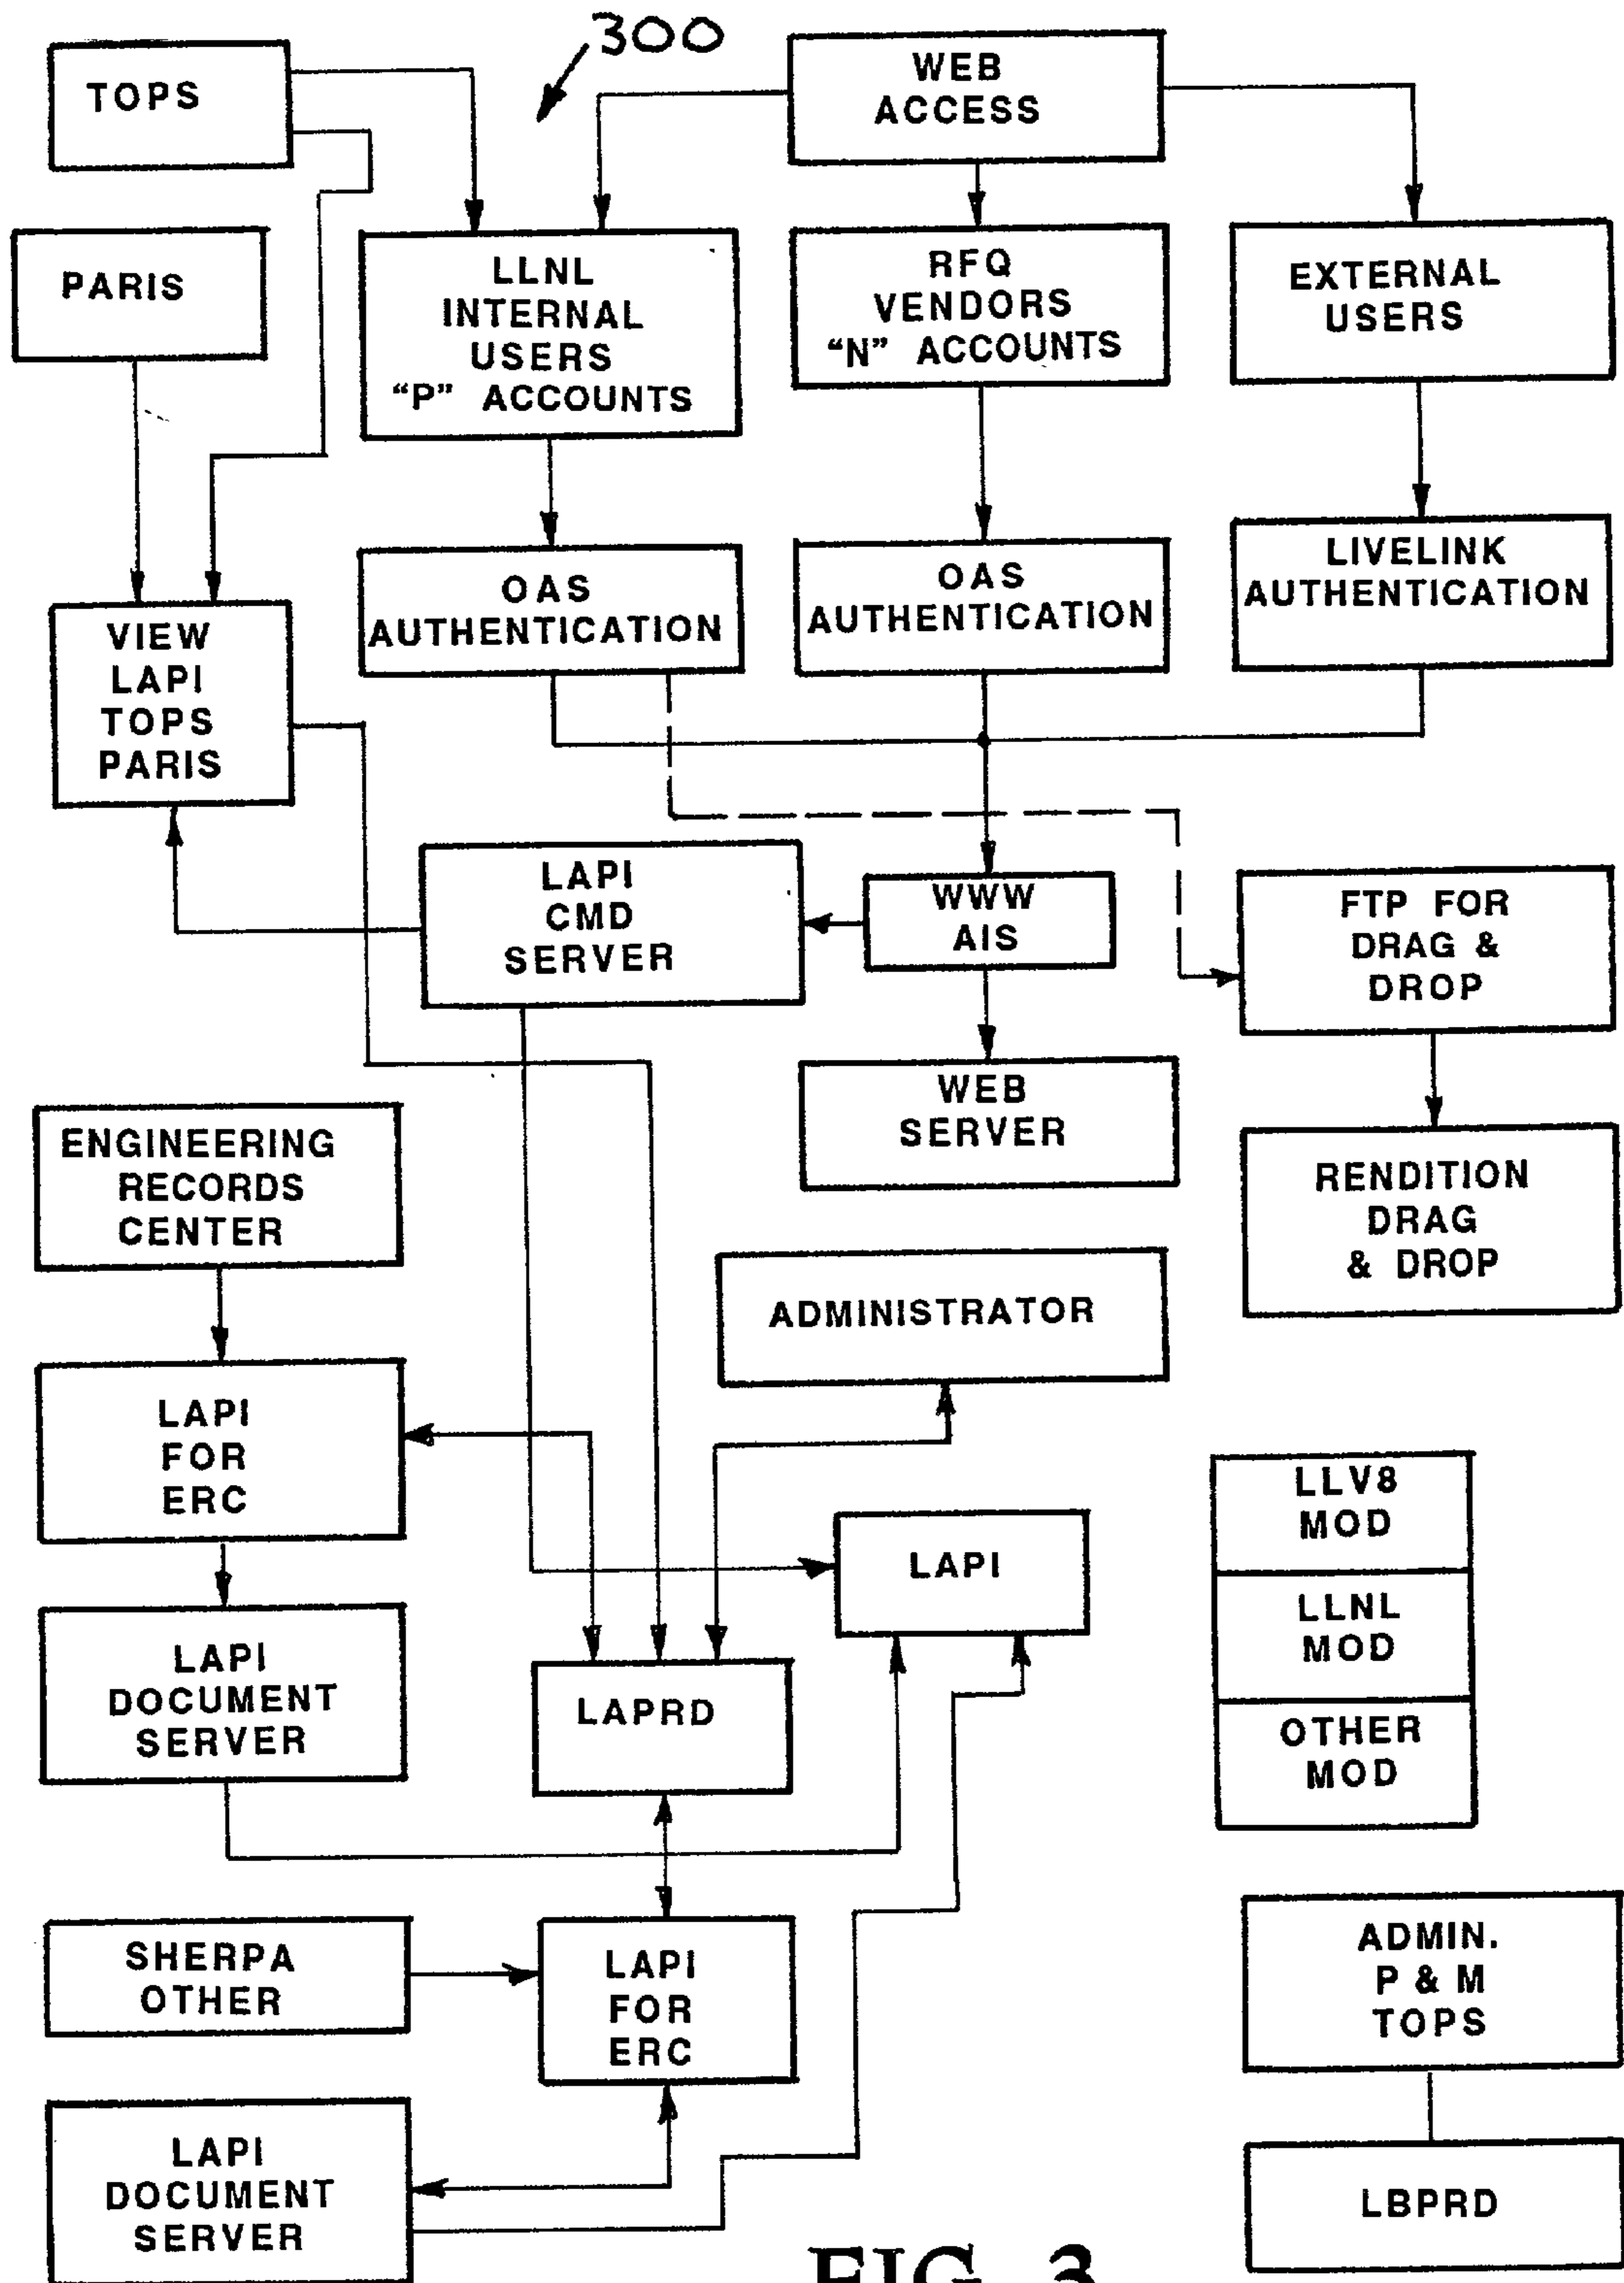 300
TOPS
WEB
ACCESS
PARIS
LLNL
INTERNAL
USERS
“P” ACCOUNTS
RFQ
VENDORS
“N” ACCOUNTS
EXTERNAL
USERS
OAS
AUTHENTICATION
OAS
AUTHENTICATION
LIVELINK
AUTHENTICATION
VIEW
LAPI
TOPS
PARIS
LAPI
CMD
SERVER
WWW
AIS
FTP FOR
DRAG &
DROP
WEB
SERVER
ENGINEERING
RECORDS
CENTER
RENDITION
DRAG
& DROP
ADMINISTRATOR
LAPI
FOR
ERC
LLV8
MOD
LLNL
MOD
OTHER
MOD
LAPI
LAPI
DOCUMENT
SERVER
LAPRD
SHERPA
OTHER
LAPI
FOR
ERC
ADMIN.
P & M
TOPS
LAPI
DOCUMENT
SERVER
LBPRD
FIG. 3